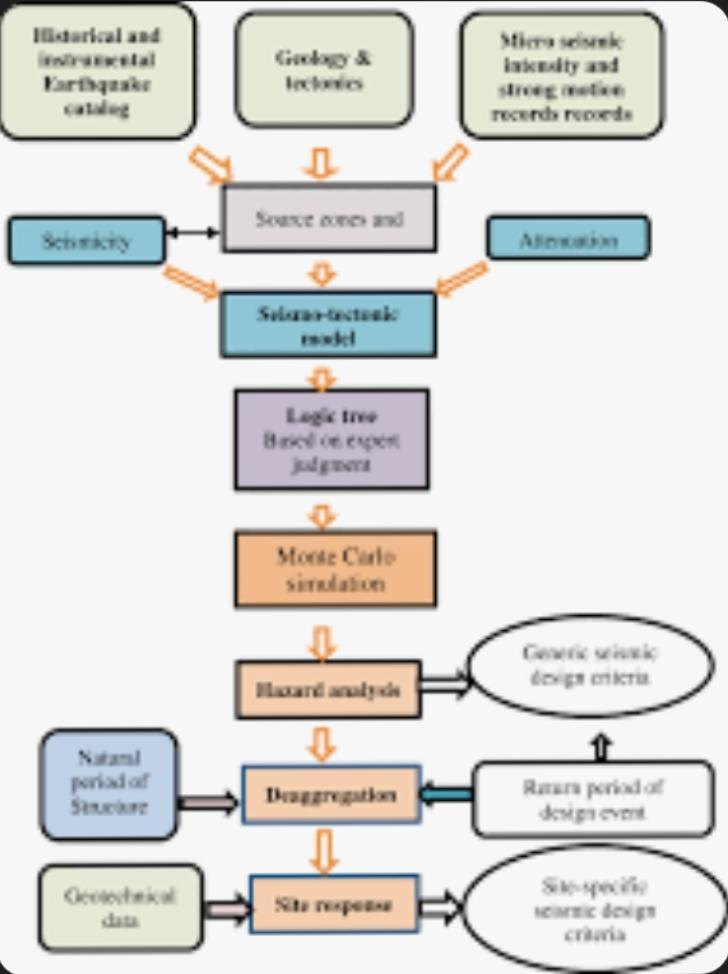 Historical and
instrumental
Earthquake
catalog
Geology &
tectonics
Micro seismic
intensity and
strong motion
records records
Source zones and
Seismicity
Attenuation
Seismo-tectonic
model
Logic tree
Based on expert
judgment
Monte Carlo
simulation
Hazard analysis
Generic seismic
design criteria
Natural
period of
Structure
Deaggregation
Return period of
design event
Geotechnical
data
Site response
Site-specific
seismic design
criteria